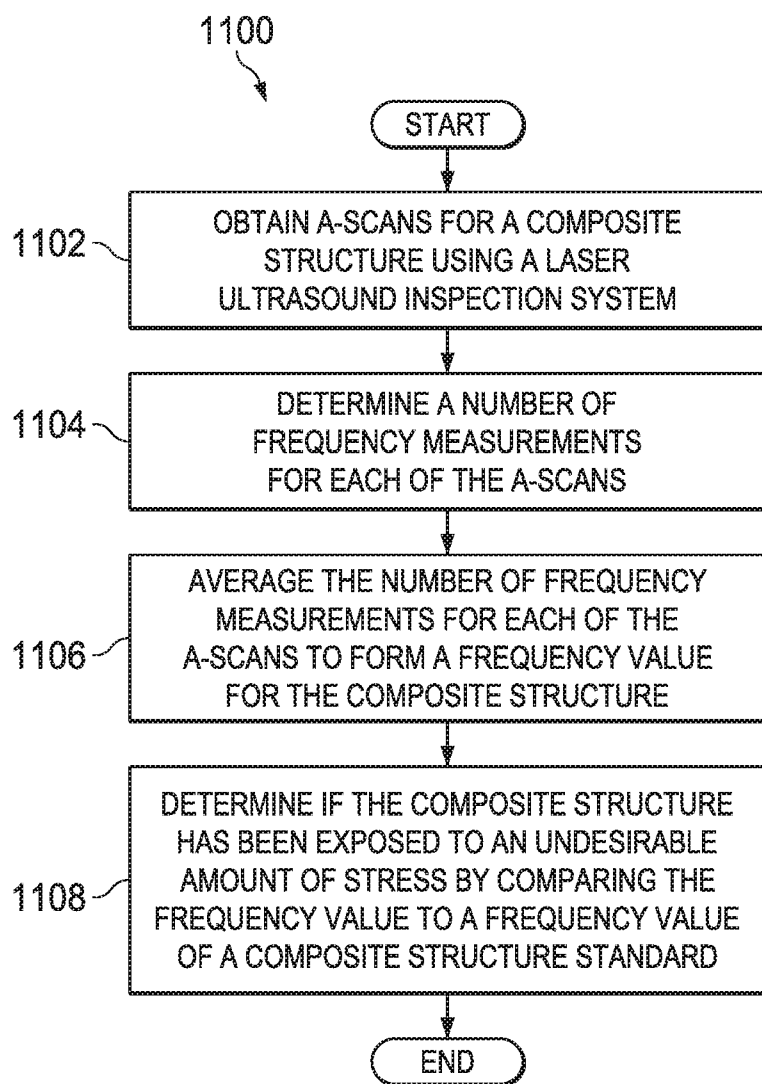 1100
START
1102
OBTAIN A-SCANS FOR A COMPOSITE
STRUCTURE USING A LASER
ULTRASOUND INSPECTION SYSTEM
1104
DETERMINE A NUMBER OF
FREQUENCY MEASUREMENTS
FOR EACH OF THE A-SCANS
1106
AVERAGE THE NUMBER OF FREQUENCY
MEASUREMENTS FOR EACH OF THE
A-SCANS TO FORM A FREQUENCY VALUE
FOR THE COMPOSITE STRUCTURE
1108
DETERMINE IF THE COMPOSITE STRUCTURE
HAS BEEN EXPOSED TO AN UNDESIRABLE
AMOUNT OF STRESS BY COMPARING THE
FREQUENCY VALUE TO A FREQUENCY VALUE
OF A COMPOSITE STRUCTURE STANDARD
END